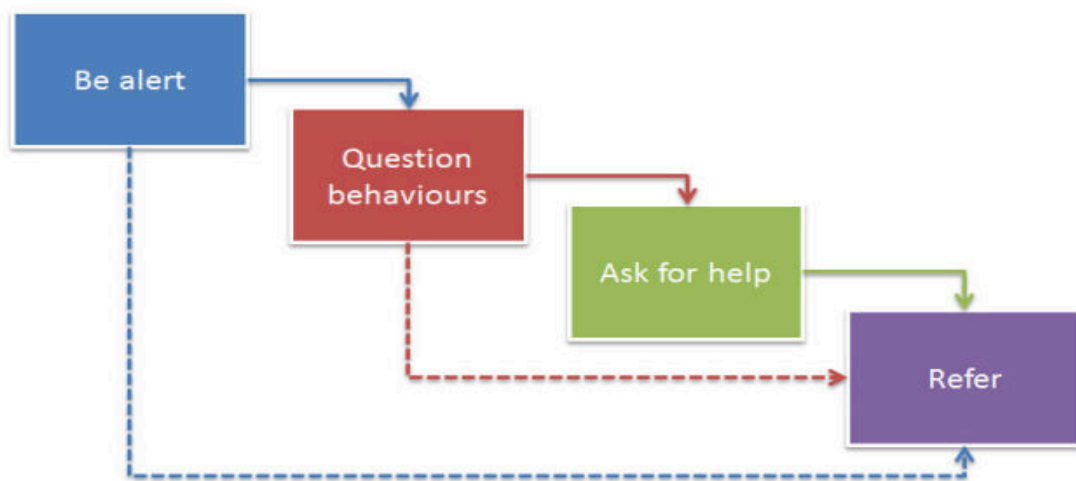 Be alert
Question
behaviours
Ask for help
Refer